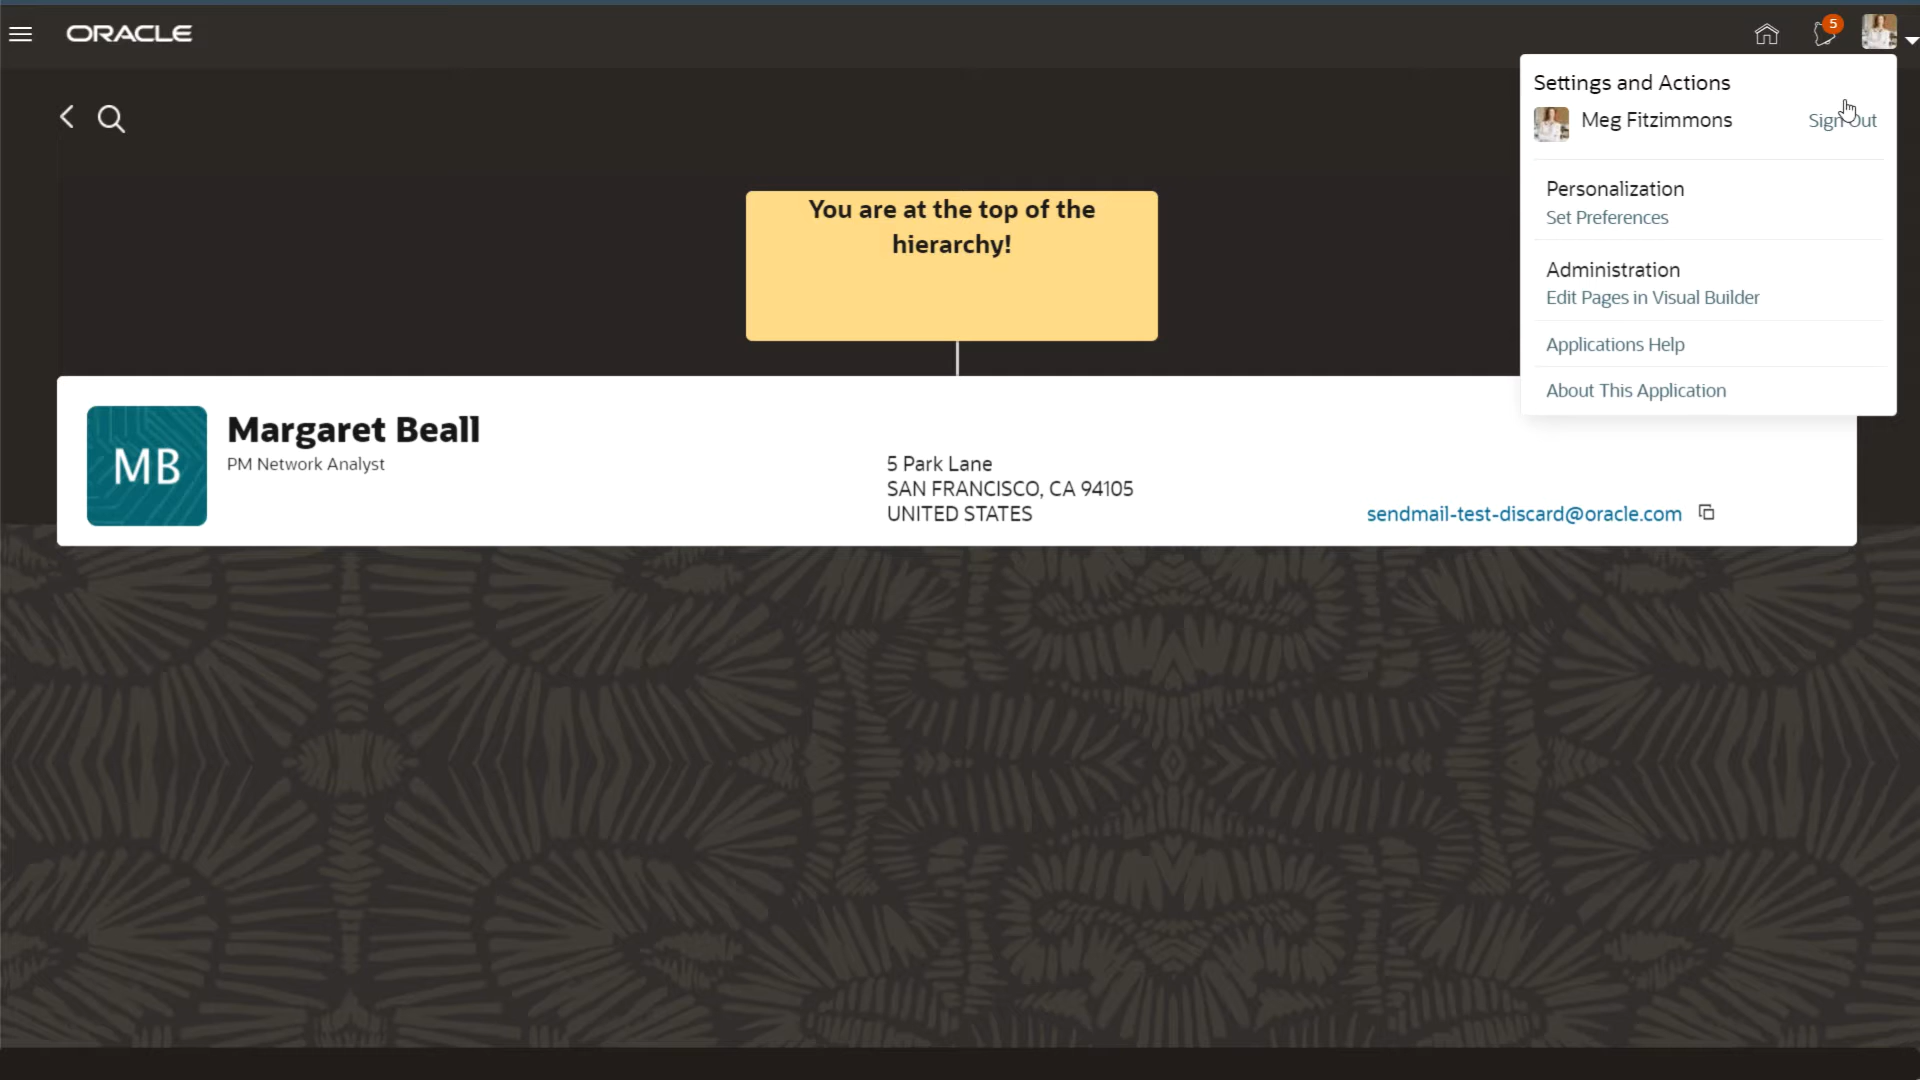 ORACLE
5
Settings and Actions
Meg Fitzimmons
Sign Out
Personalization
Set Preferences
Administration
Edit Pages in Visual Builder
Applications Help
About This Application
You are at the top of the
hierarchy!
MB
Margaret Beall
PM Network Analyst
5 Park Lane
SAN FRANCISCO, CA 94105
UNITED STATES
sendmail-test-discard@oracle.com